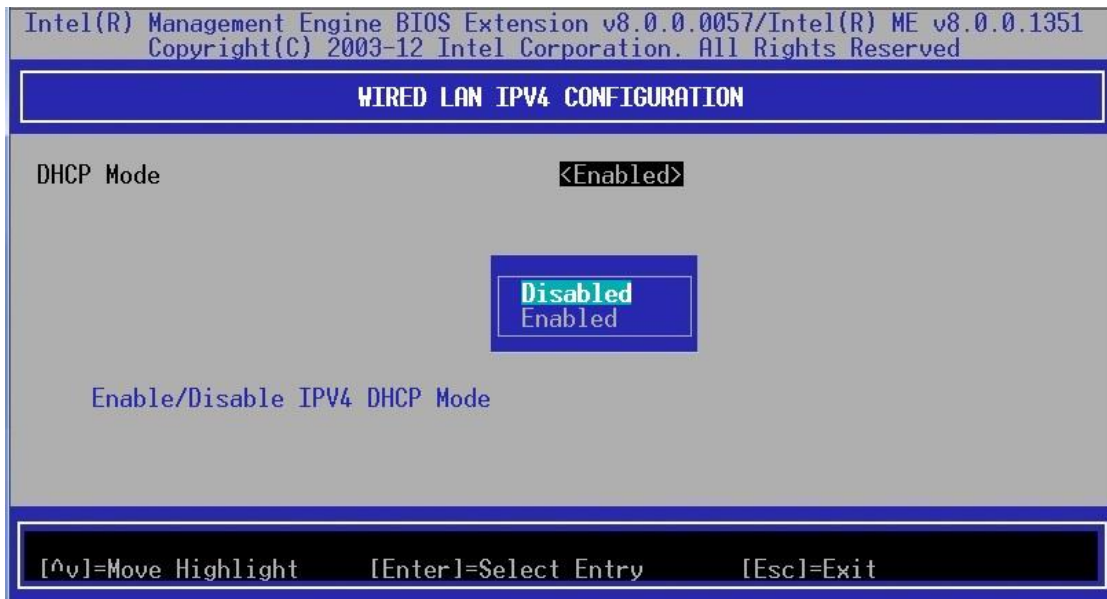 Intel(R) Management Engine BIOS Extension v8.0.0.0057/Intel(R) ME v8.0.0.1351
Copyright(C) 2003-12 Intel Corporation. All Rights Reserved
WIRED LAN IPV4 CONFIGURATION
DHCP Mode <Enabled>
Disabled
Enabled
Enable/Disable IPV4 DHCP Mode
[^v]=Move Highlight [Enter]=Select Entry [Esc]=Exit